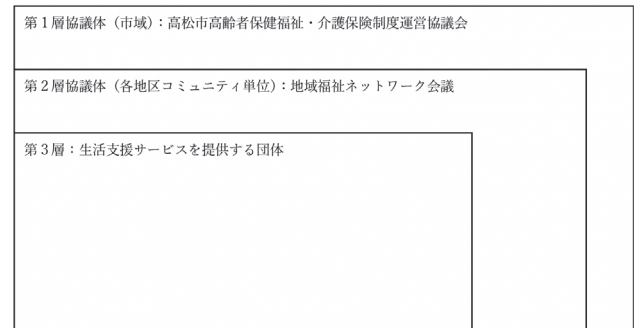 第1層協議体（市域）：高松市高齢者保健福祉・介護保険制度運営協議会
第2層協議体（各地区コミュニティ単位）：地域福祉ネットワーク会議
第3層：生活支援サービスを提供する団体